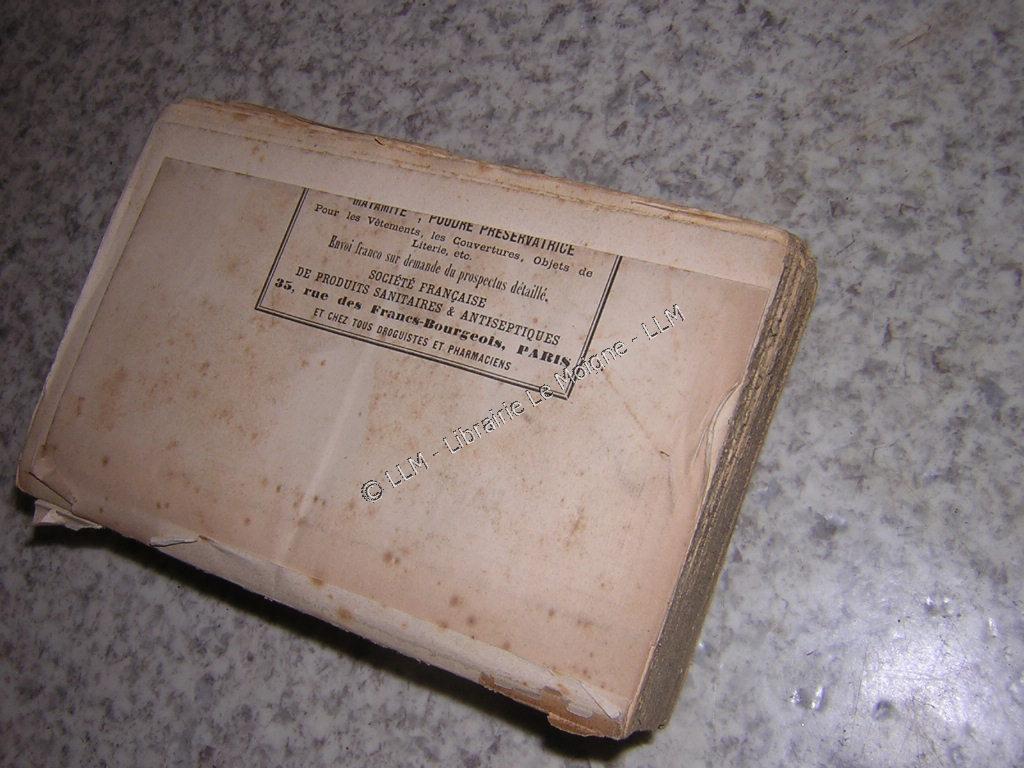 POUDRE PRESERVATRICE
Pour les Vêtements, les Couvertures, Objets de
Literie, etc.
Envoi franco sur demande du prospectus détaillé.
SOCIÉTÉ FRANÇAISE
DE PRODUITS SANITAIRES & ANTISEPTIQUES
35, rue des Francs-Bourgeois, PARIS
ET CHEZ TOUS DROGUISTES ET PHARMACIENS
© LLM - Librairie Le Moigne - LLM